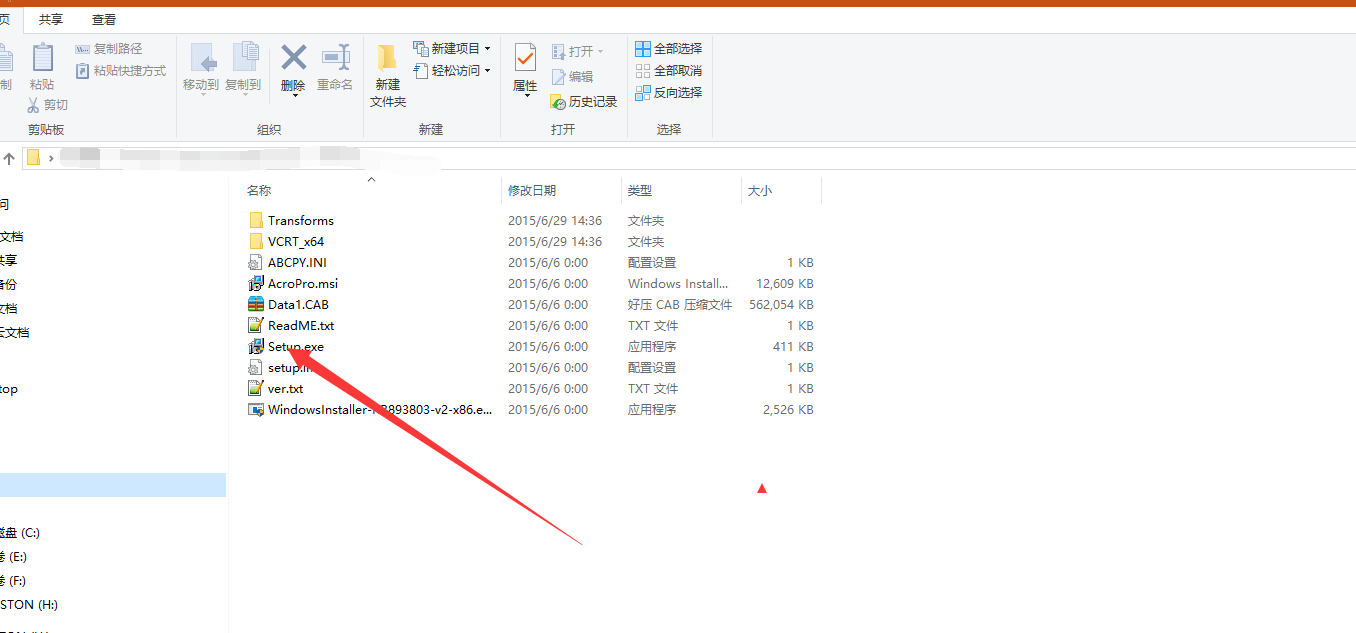 页 共享 查看
制 粘贴 复制路径 粘贴快捷方式 剪切
剪贴板
移动到 复制到 删除 重命名
组织
新建文件夹 新建项目 轻松访问
新建
属性 打开 编辑 历史记录
打开
全部选择 全部取消 反向选择
选择
问
文档
共享
备份
文档
云文档
top
磁盘 (C:)
卷 (E:)
卷 (F:)
STON (H:)
名称 修改日期 类型 大小
Transforms 2015/6/29 14:36 文件夹
VCRT_x64 2015/6/29 14:36 文件夹
ABCPY.INI 2015/6/6 0:00 配置设置 1 KB
AcroPro.msi 2015/6/6 0:00 Windows Install... 12,609 KB
Data1.CAB 2015/6/6 0:00 好压 CAB 压缩文件 562,054 KB
ReadME.txt 2015/6/6 0:00 TXT 文件 1 KB
Setup.exe 2015/6/6 0:00 应用程序 411 KB
setup.in 2015/6/6 0:00 配置设置 1 KB
ver.txt 2015/6/6 0:00 TXT 文件 1 KB
WindowsInstaller-KB893803-v2-x86.e... 2015/6/6 0:00 应用程序 2,526 KB